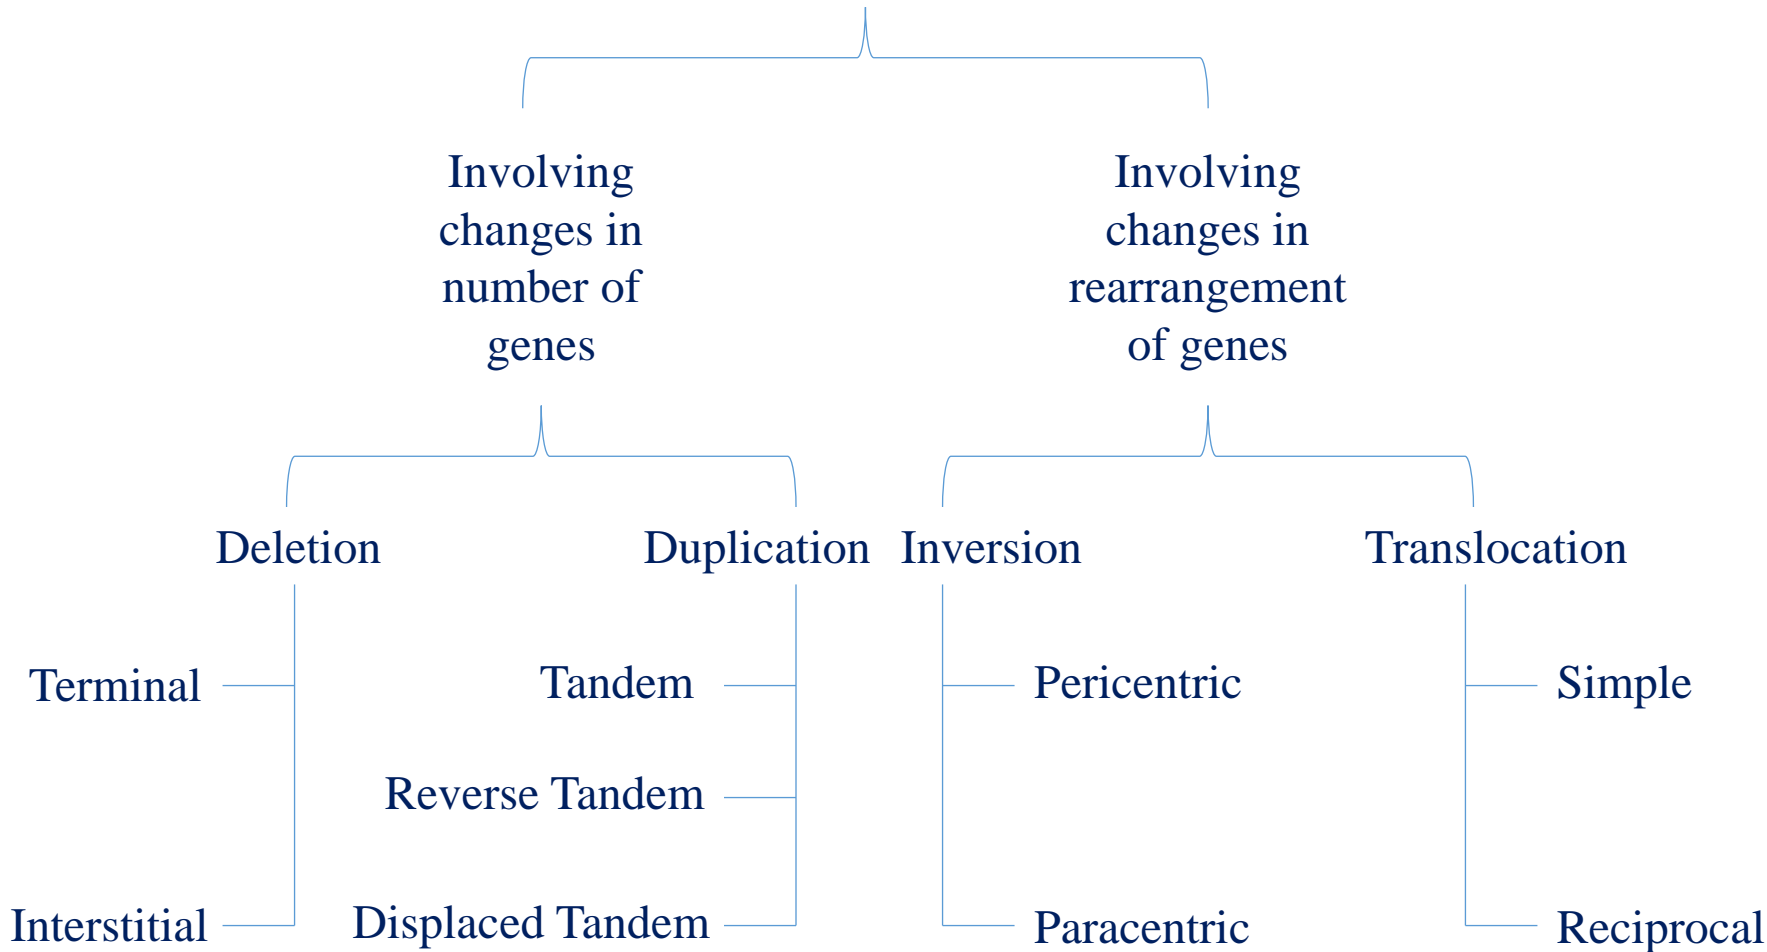 Involving
changes in
number of
genes
Involving
changes in
rearrangement
of genes
Deletion
Duplication
Inversion
Translocation
Terminal
Tandem
Pericentric
Simple
Reverse Tandem
Interstitial
Displaced Tandem
Paracentric
Reciprocal